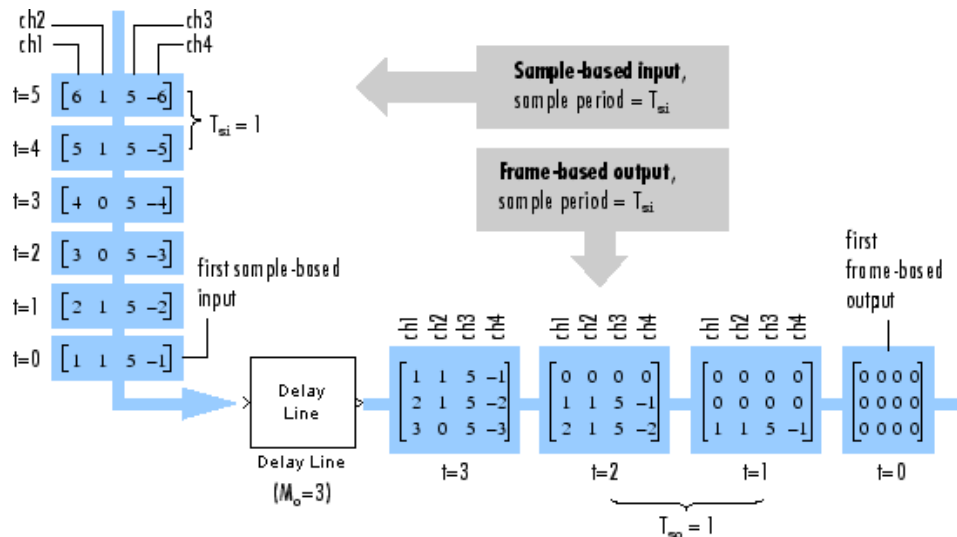 ch2 ch3
ch1 ch4
t=5 [6 1 5 −6]
T_si = 1
t=4 [5 1 5 −5]
t=3 [4 0 5 −4]
t=2 [3 0 5 −3]
t=1 [2 1 5 −2]
t=0 [1 1 5 −1]
first sample-based
input
Sample-based input,
sample period = T_si
Frame-based output,
sample period = T_si
first
frame-based
output
Delay
Line
Delay Line
(M_o=3)
ch1 ch2 ch3 ch4
1 1 5 −1
2 1 5 −2
3 0 5 −3
t=3
ch1 ch2 ch3 ch4
0 0 0 0
1 1 5 −1
2 1 5 −2
t=2
ch1 ch2 ch3 ch4
0 0 0 0
0 0 0 0
1 1 5 −1
t=1
0 0 0 0
0 0 0 0
0 0 0 0
t=0
T_so = 1